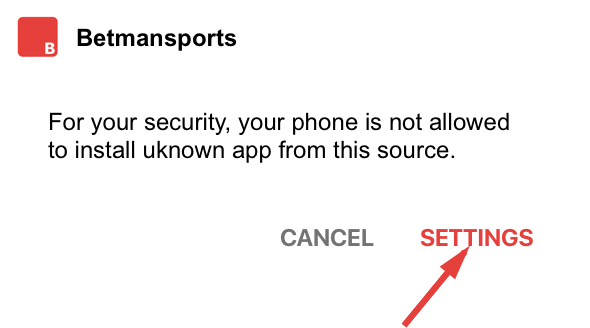 B
Betmansports
For your security, your phone is not allowed
to install uknown app from this source.
CANCEL SETTINGS